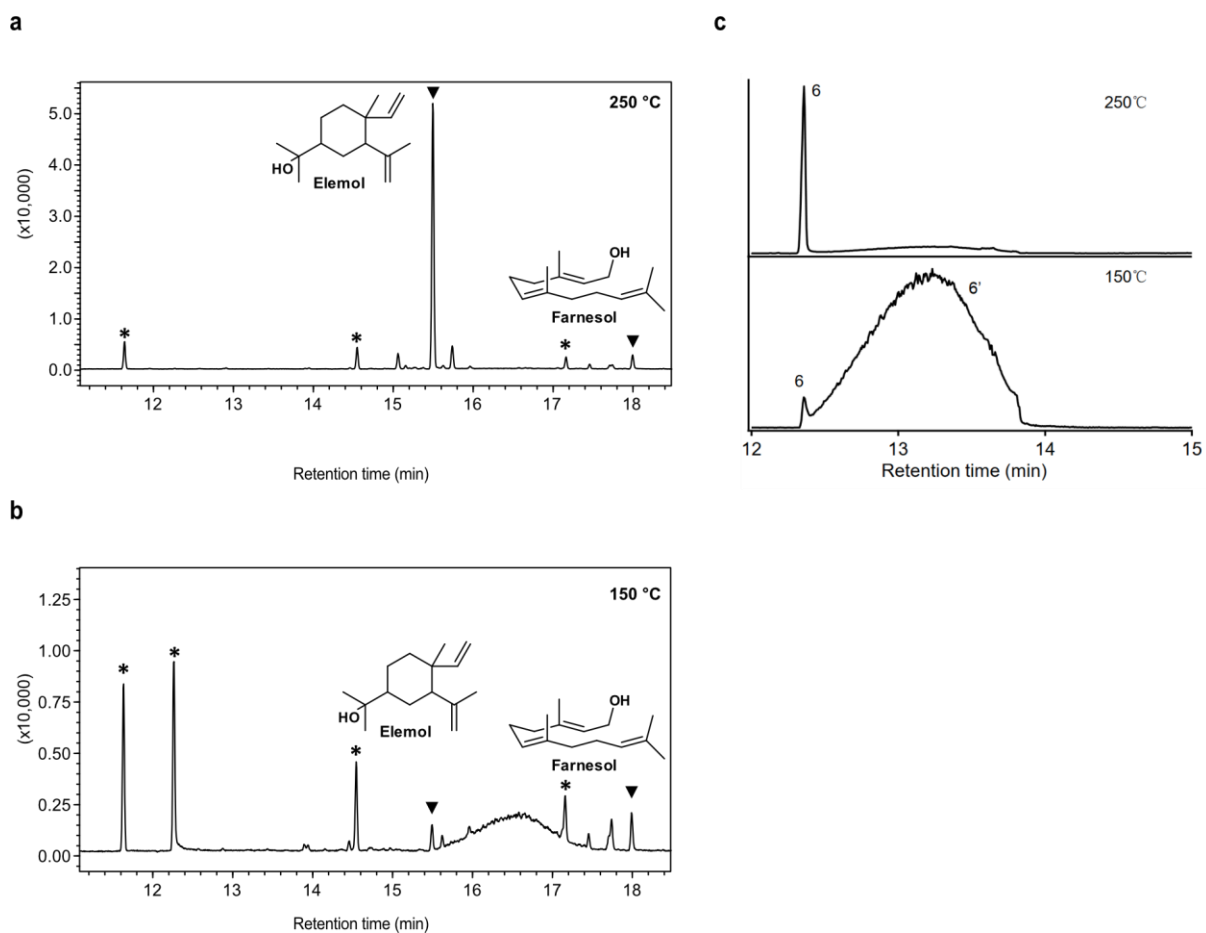 a
250 °C
(x10,000)
5.0
4.0
3.0
2.0
1.0
0.0
HO
Elemol
OH
Farnesol
*
*
*
12 13 14 15 16 17 18
Retention time (min)
b
150 °C
(x10,000)
1.25
1.00
0.75
0.50
0.25
0.00
*
*
HO
Elemol
*
OH
Farnesol
*
12 13 14 15 16 17 18
Retention time (min)
c
6
250℃
150℃
6'
6
12 13 14 15
Retention time (min)